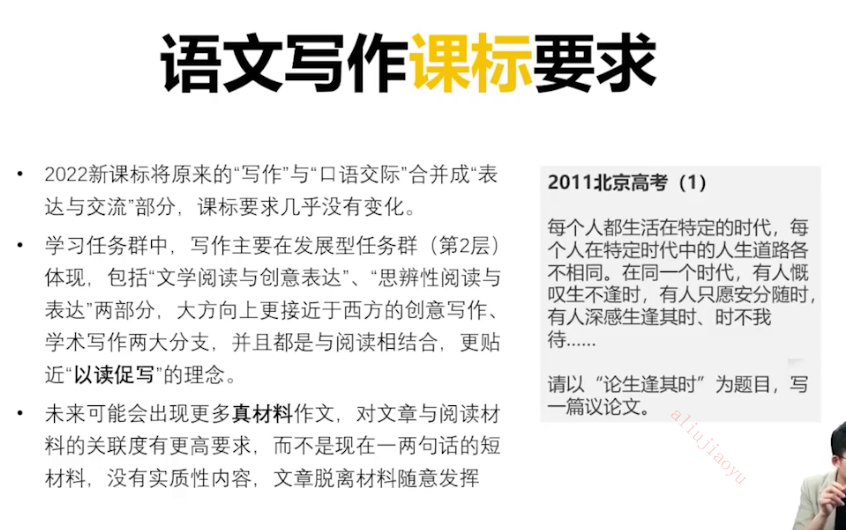 语文写作课标要求
• 2022新课标将原来的“写作”与“口语交际”合并成“表
达与交流”部分，课标要求几乎没有变化。
• 学习任务群中，写作主要在发展型任务群（第2层）
体现，包括“文学阅读与创意表达”、“思辨性阅读与
表达”两部分，大方向上更接近于西方的创意写作、
学术写作两大分支，并且都是与阅读相结合，更贴
近“以读促写”的理念。
• 未来可能会出现更多真材料作文，对文章与阅读材
料的关联度有更高要求，而不是现在一两句话的短
材料，没有实质性内容，文章脱离材料随意发挥
2011北京高考（1）
每个人都生活在特定的时代，每
个人在特定时代中的人生道路各
不相同。在同一个时代，有人慨
叹生不逢时，有人只愿安分随时，
有人深感生逢其时、时不我
待……
请以“论生逢其时”为题目，写
一篇议论文。
aliujiaoyu